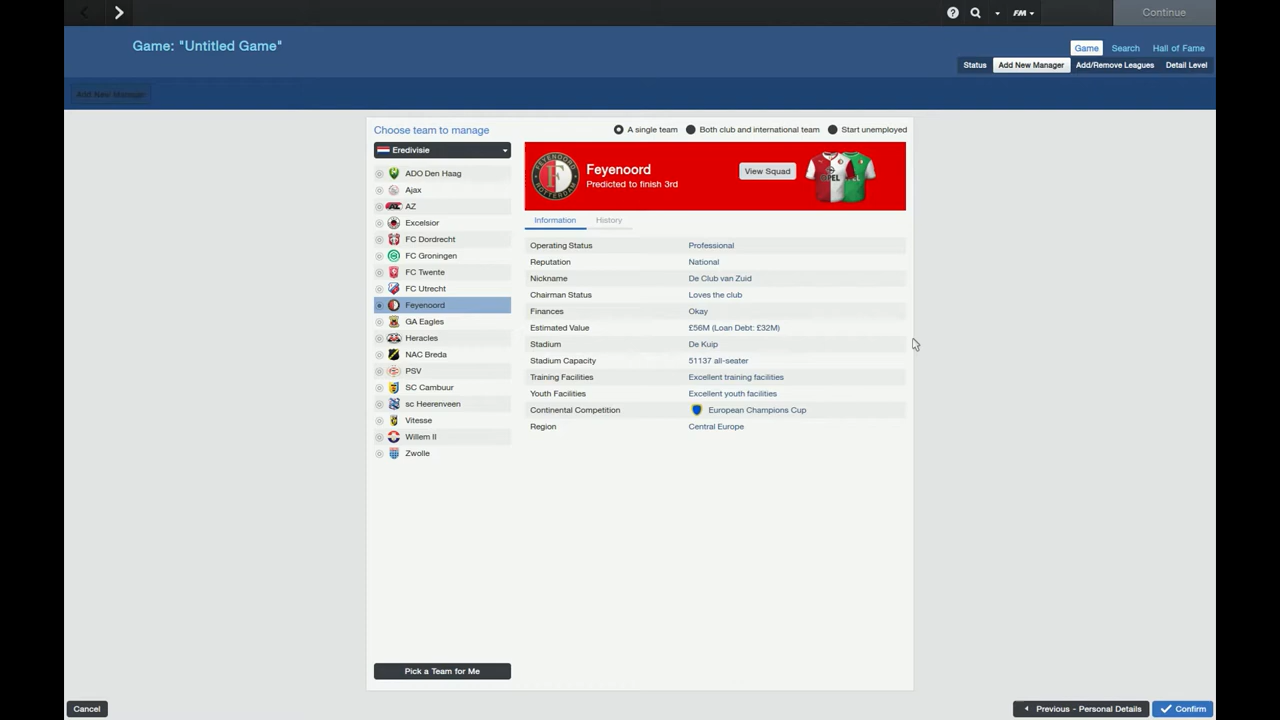 FM
Continue
Game: "Untitled Game"
Game
Search
Hall of Fame
Status
Add New Manager
Add/Remove Leagues
Detail Level
Add New Manager
Choose team to manage
A single team
Both club and international team
Start unemployed
Eredivisie
ADO Den Haag
Ajax
AZ
Excelsior
FC Dordrecht
FC Groningen
FC Twente
FC Utrecht
Feyenoord
GA Eagles
Heracles
NAC Breda
PSV
SC Cambuur
sc Heerenveen
Vitesse
Willem II
Zwolle
Pick a Team for Me
Feyenoord
Predicted to finish 3rd
View Squad
OPEL
Information
History
Operating Status Professional
Reputation National
Nickname De Club van Zuid
Chairman Status Loves the club
Finances Okay
Estimated Value £56M (Loan Debt: £32M)
Stadium De Kuip
Stadium Capacity 51137 all-seater
Training Facilities Excellent training facilities
Youth Facilities Excellent youth facilities
Continental Competition European Champions Cup
Region Central Europe
Cancel
Previous - Personal Details
Confirm